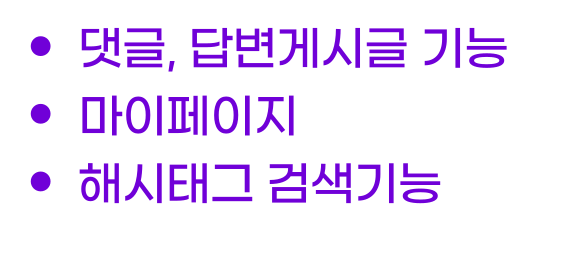 • 댓글, 답변게시글 기능
• 마이페이지
• 해시태그 검색기능